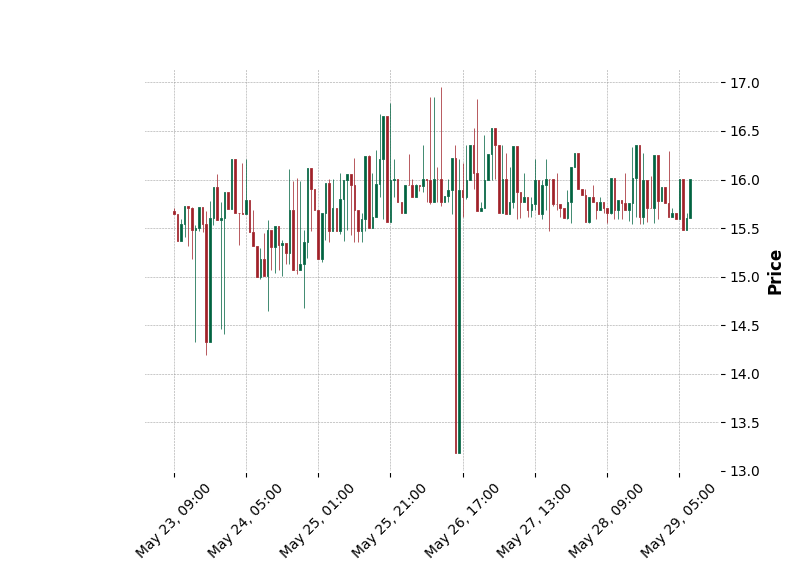 17.0
16.5
16.0
15.5
15.0
14.5
14.0
13.5
13.0
Price
May 23, 09:00
May 24, 05:00
May 25, 01:00
May 25, 21:00
May 26, 17:00
May 27, 13:00
May 28, 09:00
May 29, 05:00